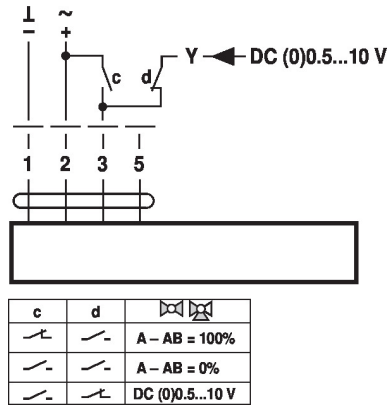 ⊥ ~
– +
c d Y DC (0)0.5...10 V
1 2 3 5
c d
A – AB = 100%
A – AB = 0%
DC (0)0.5...10 V